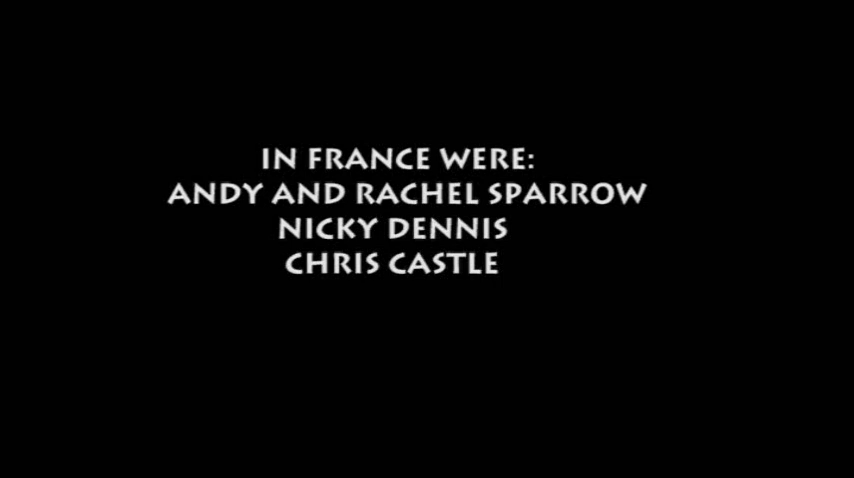 IN FRANCE WERE:
ANDY AND RACHEL SPARROW
NICKY DENNIS
CHRIS CASTLE